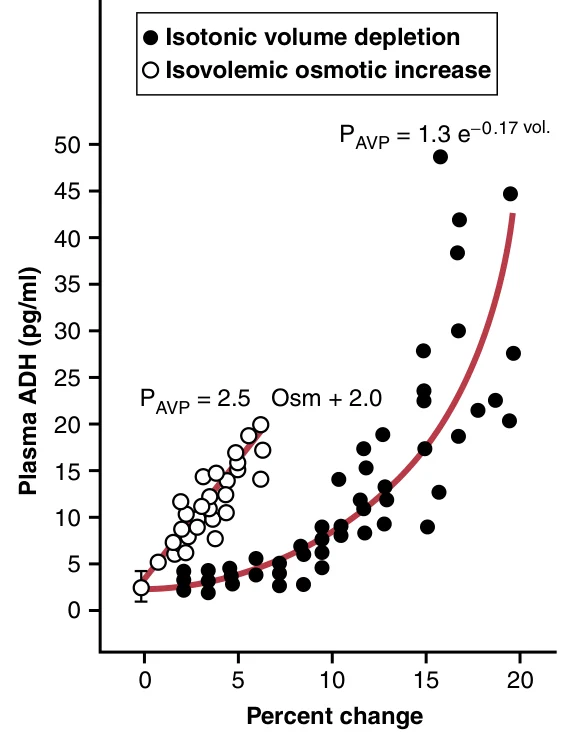 Isotonic volume depletion
Isovolemic osmotic increase
P_AVP = 1.3 e^−0.17 vol.
50
45
40
35
30
25
20
15
10
5
0
Plasma ADH (pg/ml)
P_AVP = 2.5 Osm + 2.0
0 5 10 15 20
Percent change